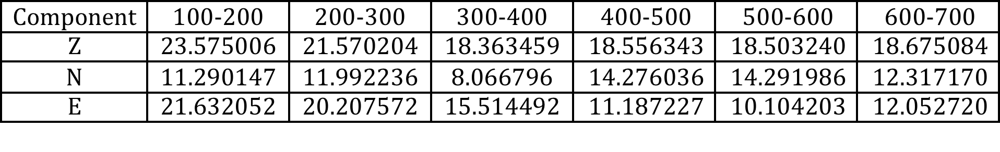 Component 100-200 200-300 300-400 400-500 500-600 600-700
Z 23.575006 21.570204 18.363459 18.556343 18.503240 18.675084
N 11.290147 11.992236 8.066796 14.276036 14.291986 12.317170
E 21.632052 20.207572 15.514492 11.187227 10.104203 12.052720